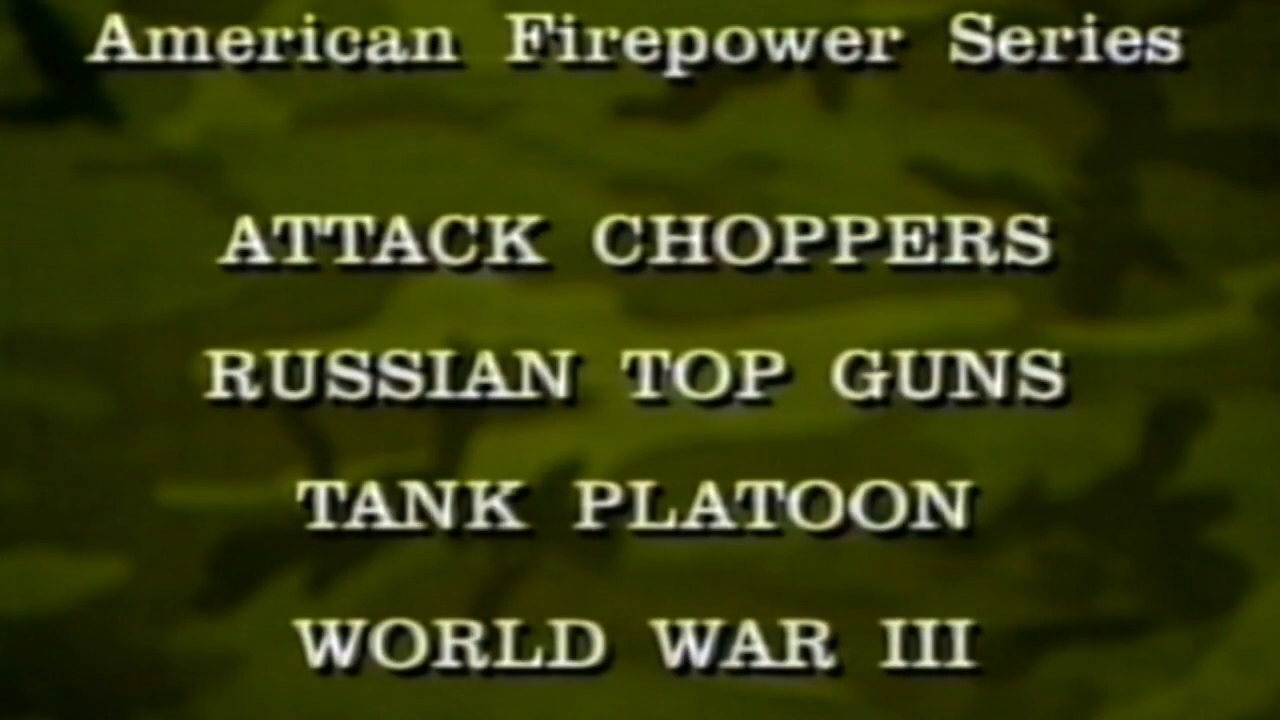 American Firepower Series
ATTACK CHOPPERS
RUSSIAN TOP GUNS
TANK PLATOON
WORLD WAR III